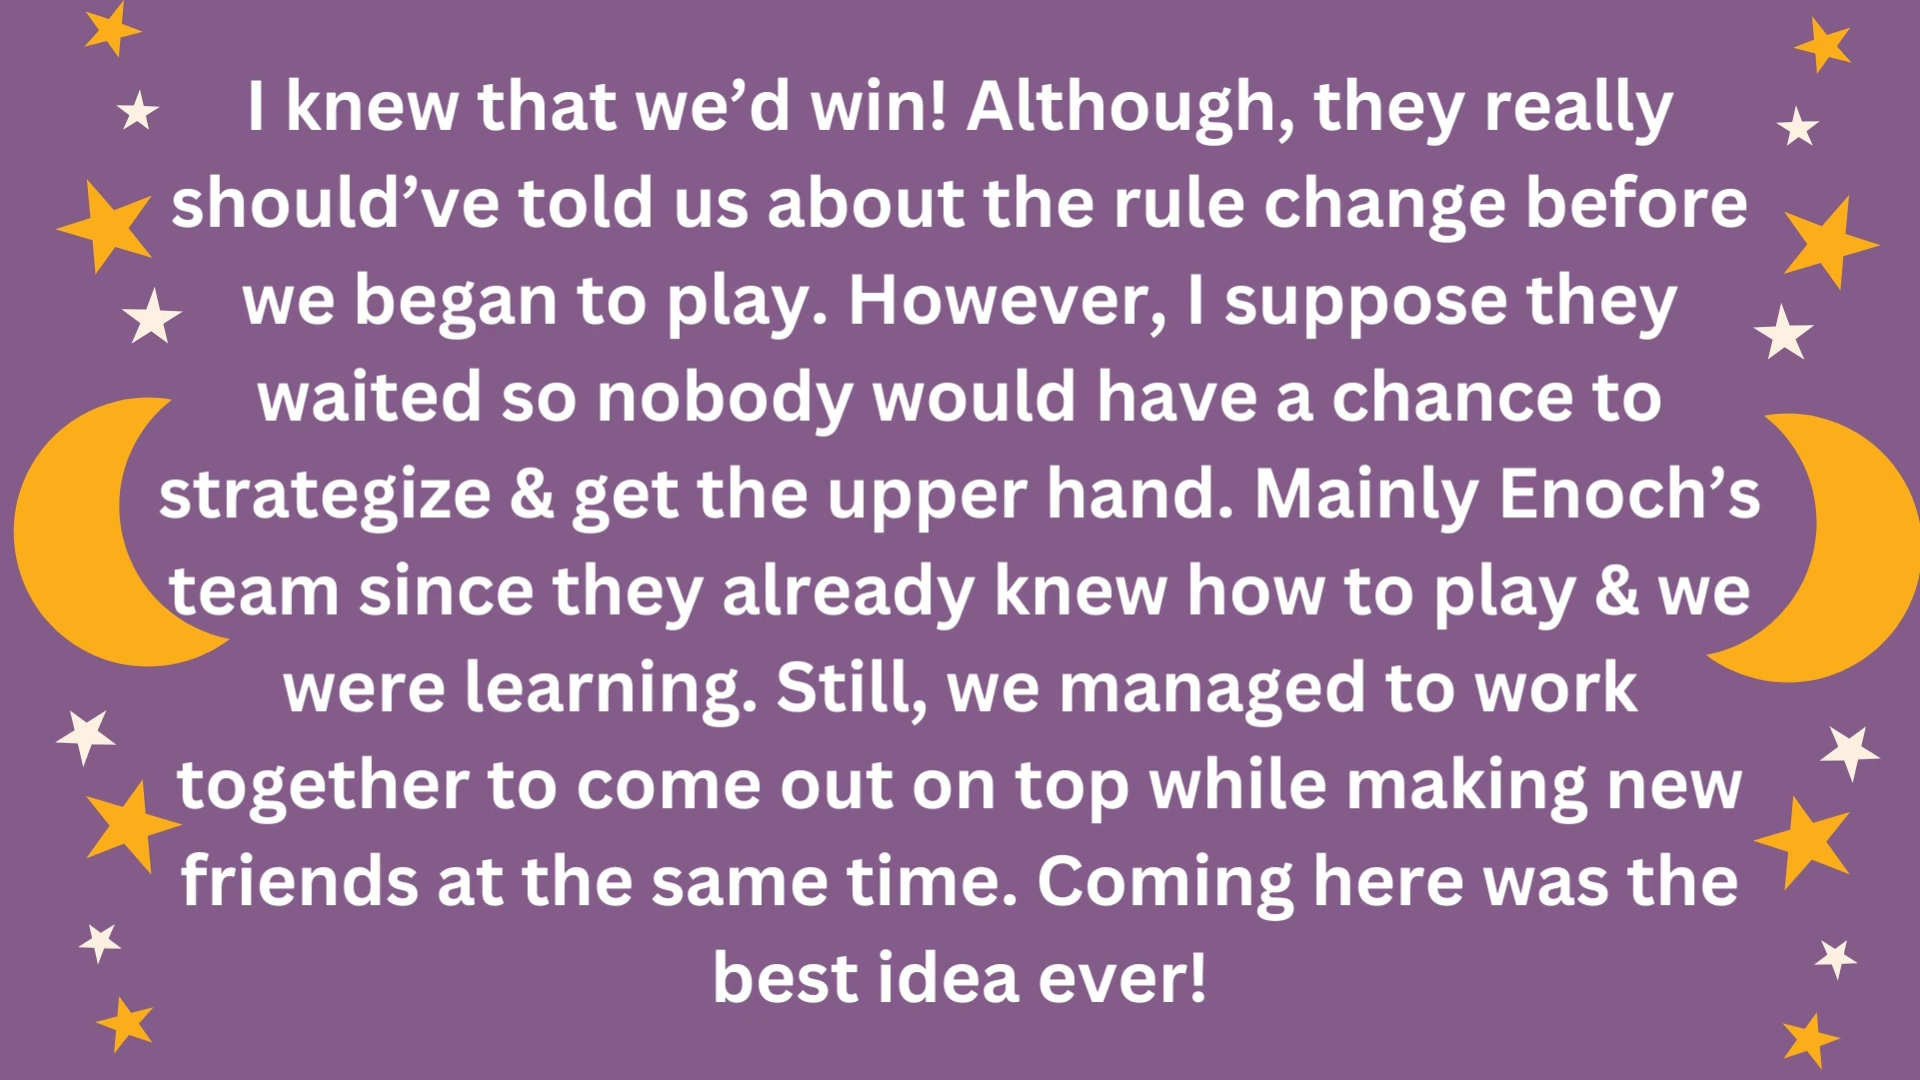 I knew that we’d win! Although, they really
should’ve told us about the rule change before
we began to play. However, I suppose they
waited so nobody would have a chance to
strategize & get the upper hand. Mainly Enoch’s
team since they already knew how to play & we
were learning. Still, we managed to work
together to come out on top while making new
friends at the same time. Coming here was the
best idea ever!